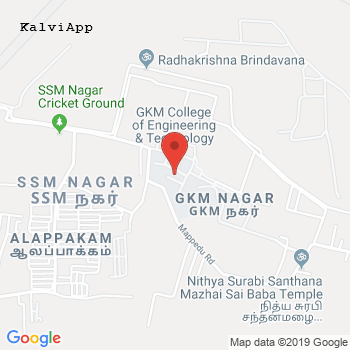 KalviApp
Radhakrishna Brindavana
SSM Nagar
Cricket Ground
GKM College
of Engineering
& Technology
SSM NAGAR
SSM நகர்
GKM NAGAR
GKM நகர்
ALAPPAKAM
ஆலப்பாக்கம்
Mappedu Rd
Nithya Surabi Santhana
Mazhai Sai Baba Temple
நித்ய சுரபி
சந்தனமழை...
Google
Map data ©2019 Google